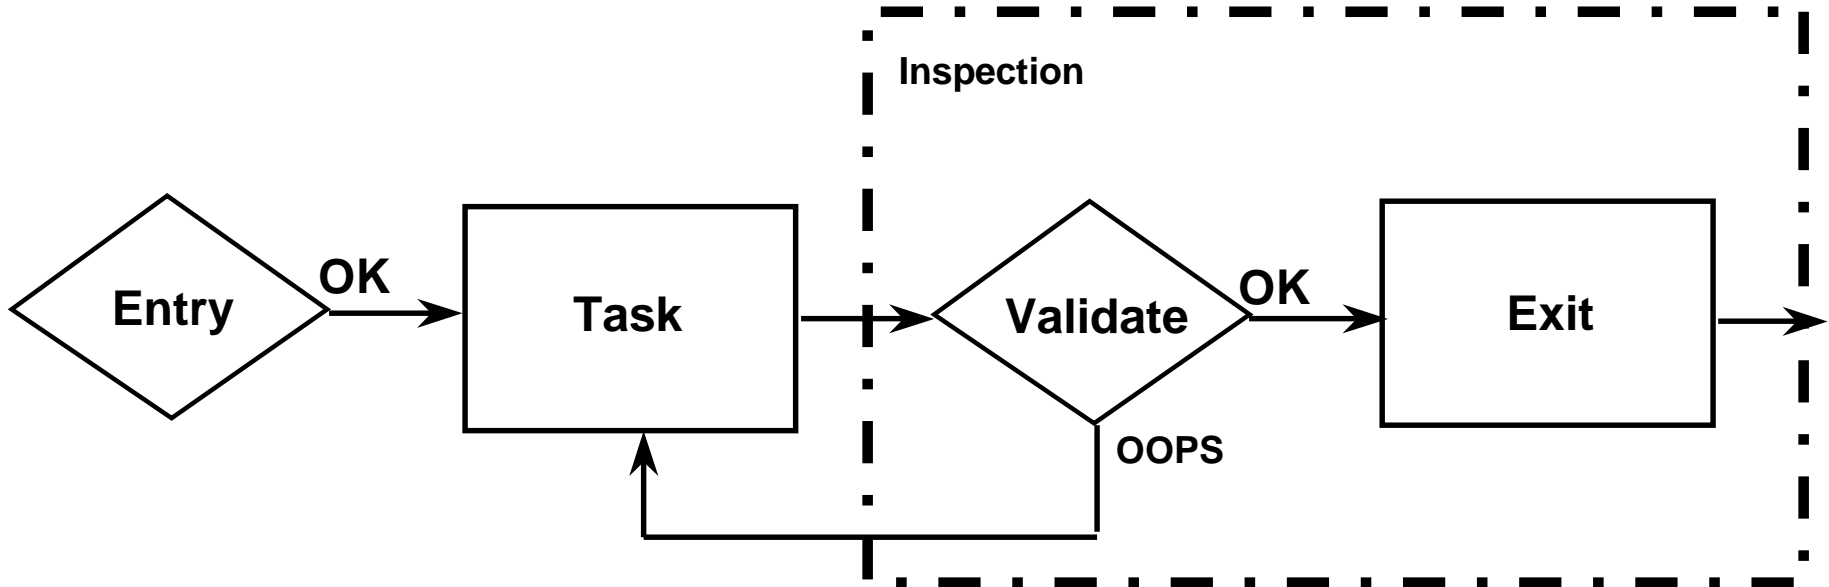 Inspection
Entry
OK
Task
Validate
OK
Exit
OOPS